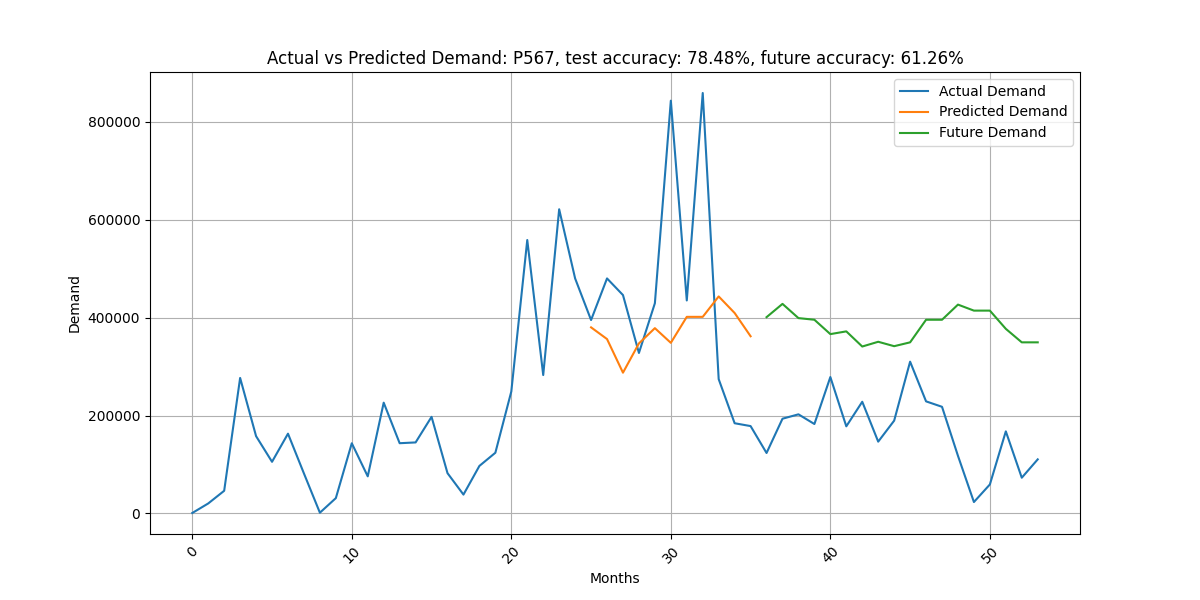 Actual vs Predicted Demand: P567, test accuracy: 78.48%, future accuracy: 61.26%
Actual Demand
Predicted Demand
Future Demand
800000
600000
400000
200000
0
Demand
0
10
20
30
40
50
Months